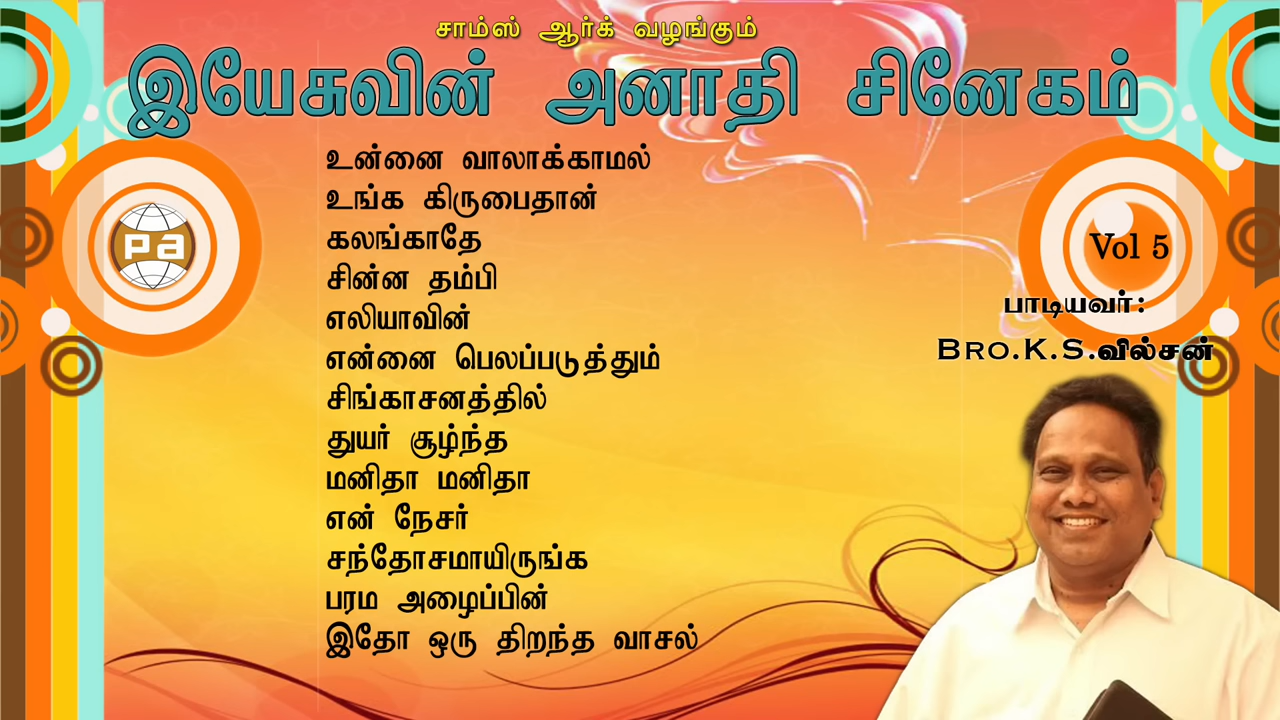 சாம்ஸ் ஆர்க் வழங்கும்
இயேசுவின் அனாதி சினேகம்
உன்னை வாலாக்காமல்
உங்க கிருபைதான்
கலங்காதே
சின்ன தம்பி
எலியாவின்
என்னை பெலப்படுத்தும்
சிங்காசனத்தில்
துயர் சூழ்ந்த
மனிதா மனிதா
என் நேசர்
சந்தோசமாயிருங்க
பரம அழைப்பின்
இதோ ஒரு திறந்த வாசல்
pa
Vol 5
பாடியவர்:
BRO.K.S.வில்சன்